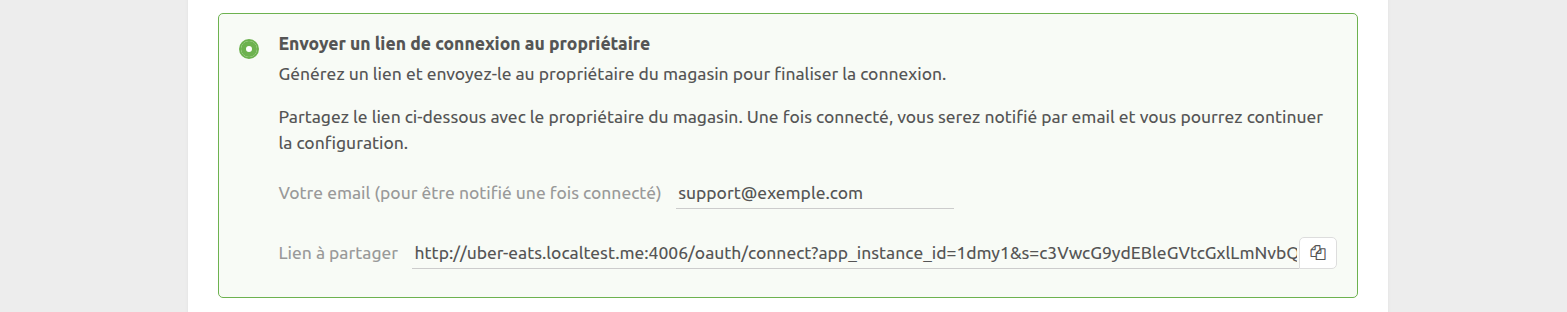 Envoyer un lien de connexion au propriétaire
Générez un lien et envoyez-le au propriétaire du magasin pour finaliser la connexion.
Partagez le lien ci-dessous avec le propriétaire du magasin. Une fois connecté, vous serez notifié par email et vous pourrez continuer
la configuration.
Votre email (pour être notifié une fois connecté) support@exemple.com
Lien à partager http://uber-eats.localtest.me:4006/oauth/connect?app_instance_id=1dmy1&s=c3VwcG9ydEBleGVtcGxlLmNvbQ